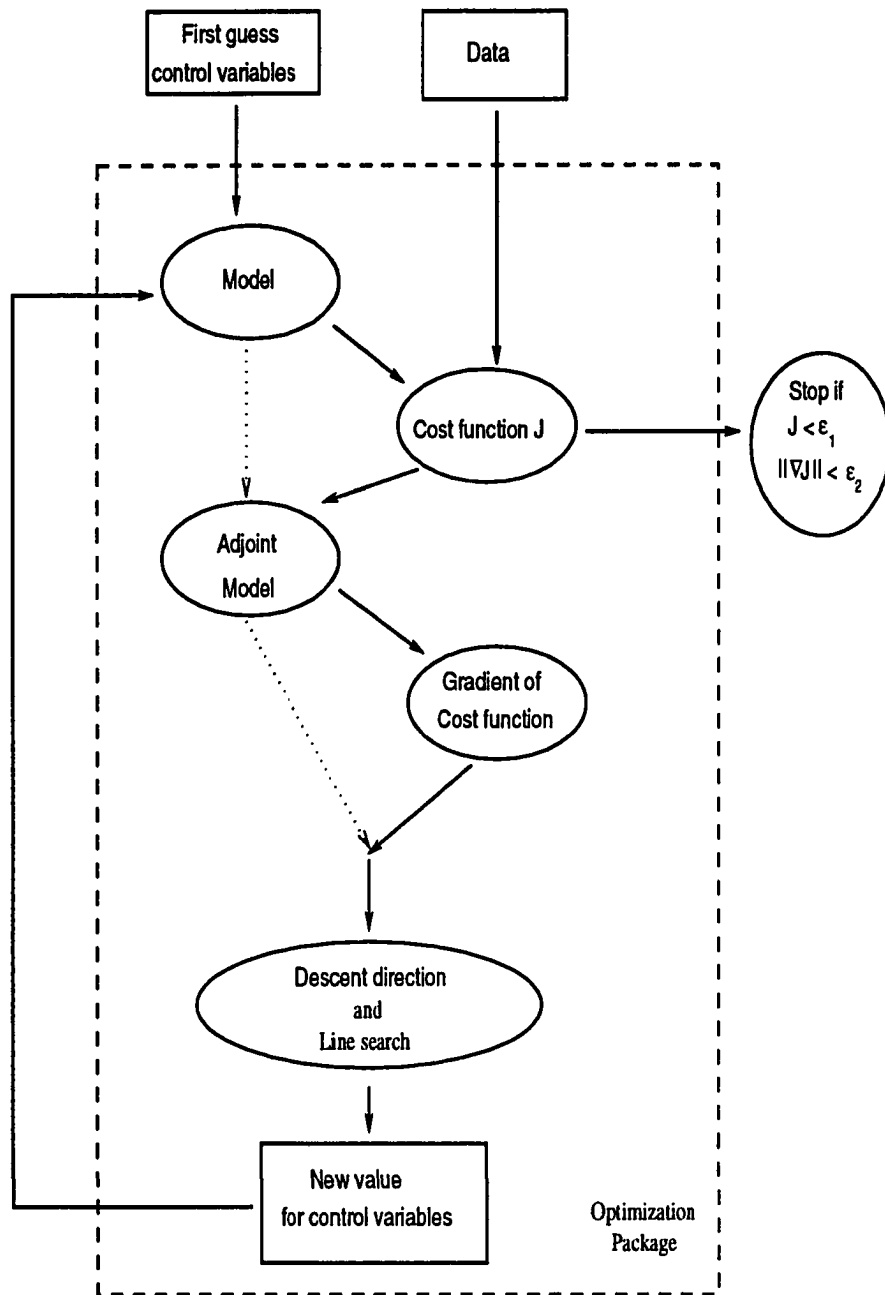 First guess
control variables
Data
Model
Cost function J
Stop if
J < ε₁
||∇J|| < ε₂
Adjoint
Model
Gradient of
Cost function
Descent direction
and
Line search
New value
for control variables
Optimization
Package